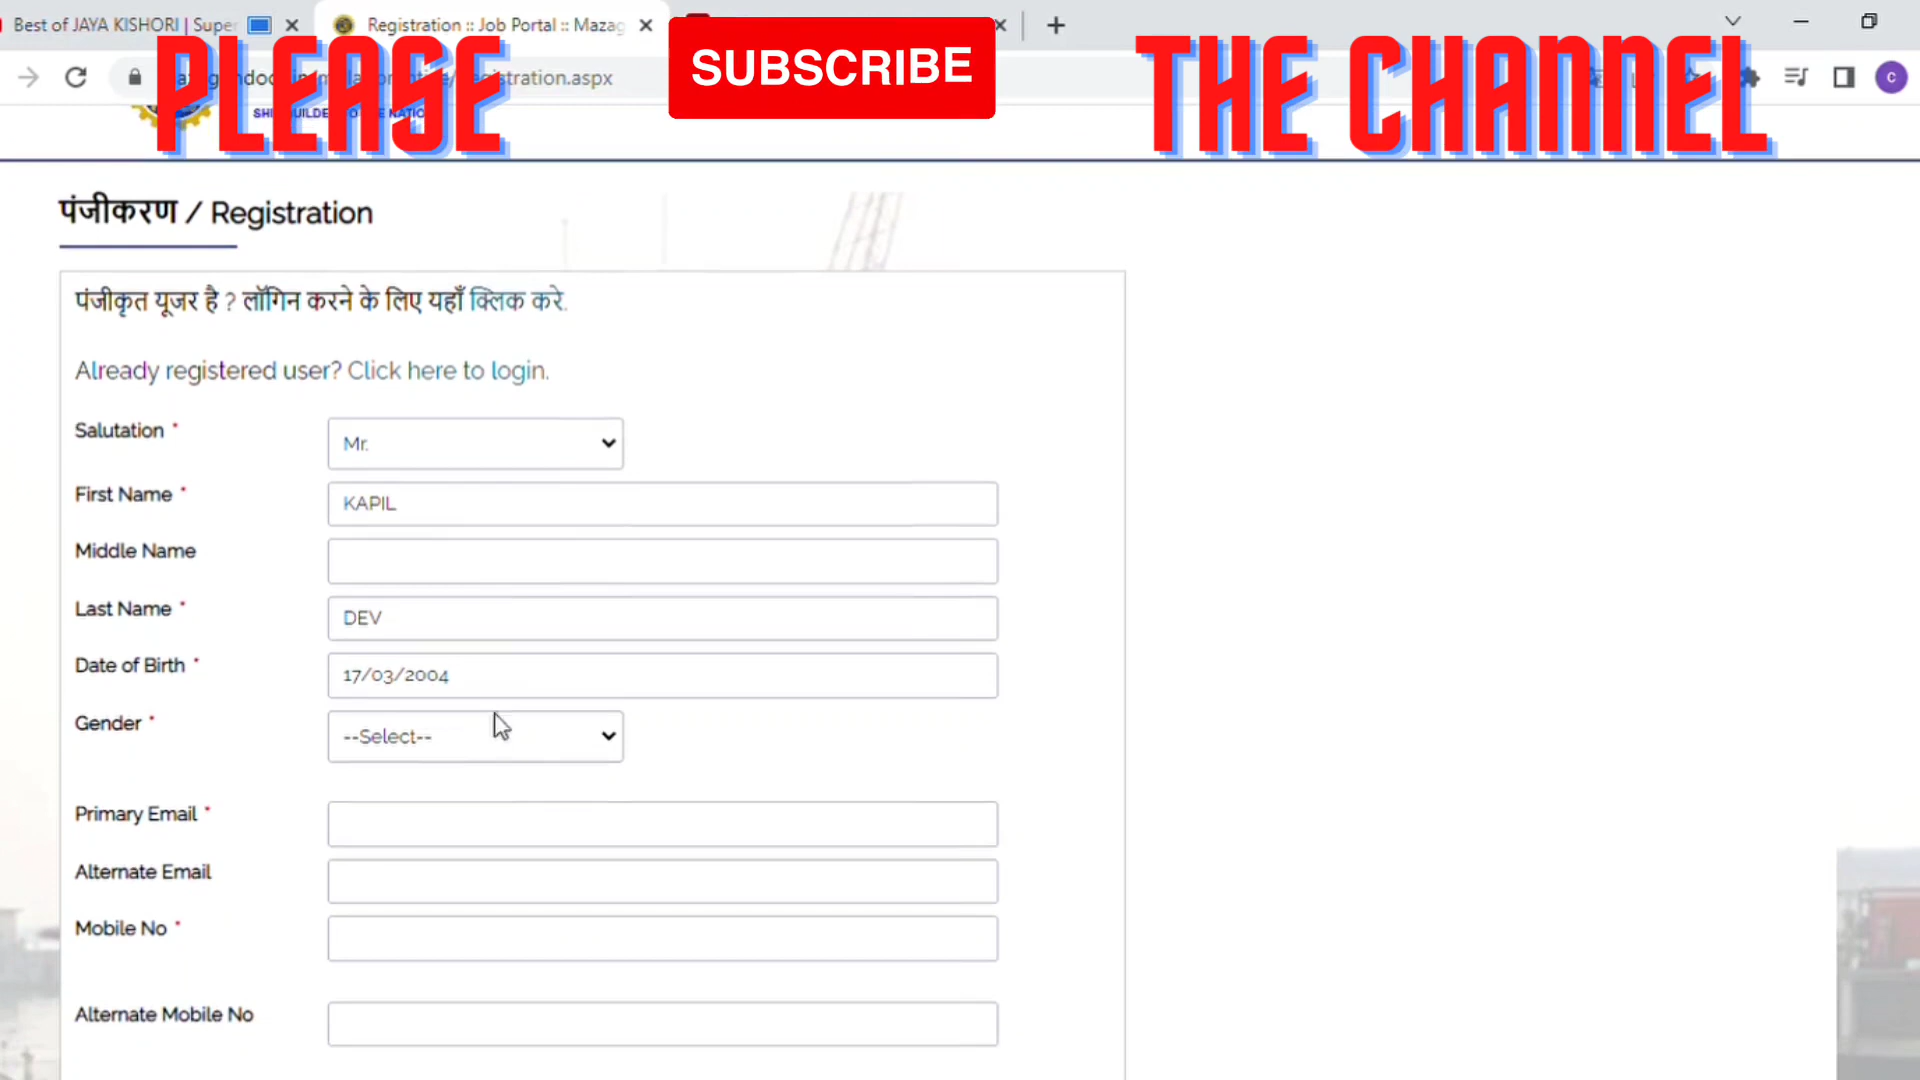 Best of JAYA KISHORI | Super
Registration :: Job Portal :: Mazag
PLEASE
SUBSCRIBE
THE CHANNEL
C
पंजीकरण / Registration
पंजीकृत यूजर है ? लॉगिन करने के लिए यहाँ क्लिक करे.
Already registered user? Click here to login.
Salutation *
Mr.
First Name *
KAPIL
Middle Name
Last Name *
DEV
Date of Birth *
17/03/2004
Gender *
--Select--
Primary Email *
Alternate Email
Mobile No *
Alternate Mobile No